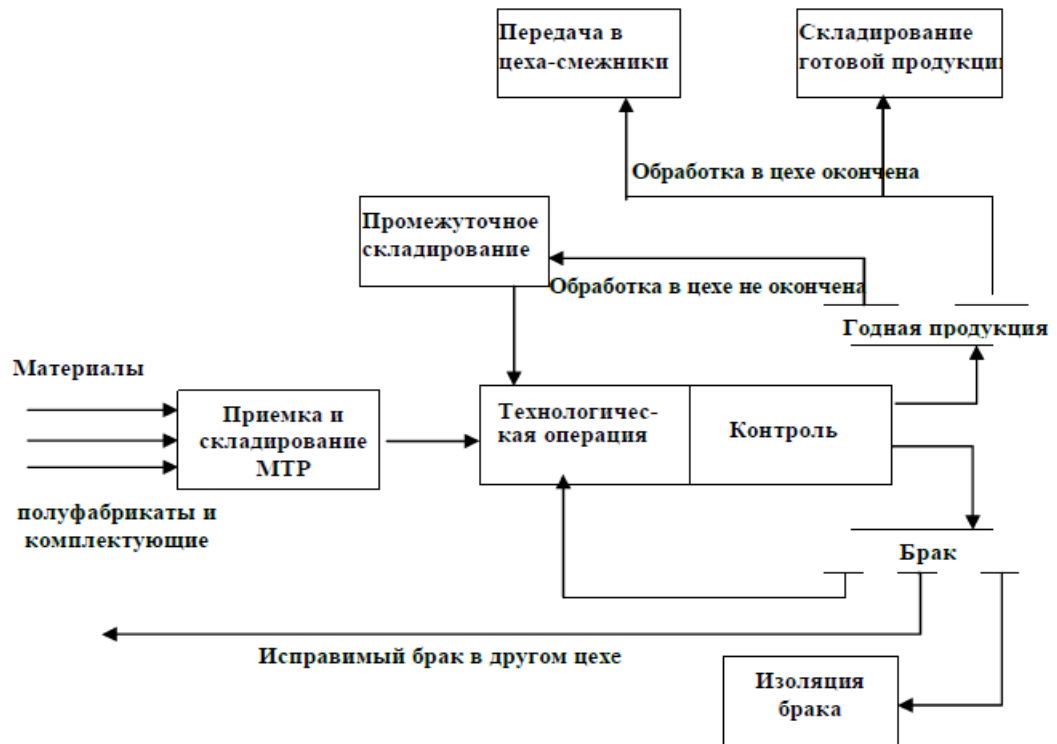 Передача в
цеха-смежники
Складирование
готовой продукции
Обработка в цехе окончена
Промежуточное
складирование
Обработка в цехе не окончена
Годная продукция
Материалы
Приемка и
складирование
МТР
Технологичес-
кая операция
Контроль
полуфабрикаты и
комплектующие
Брак
Исправимый брак в другом цехе
Изоляция
брака